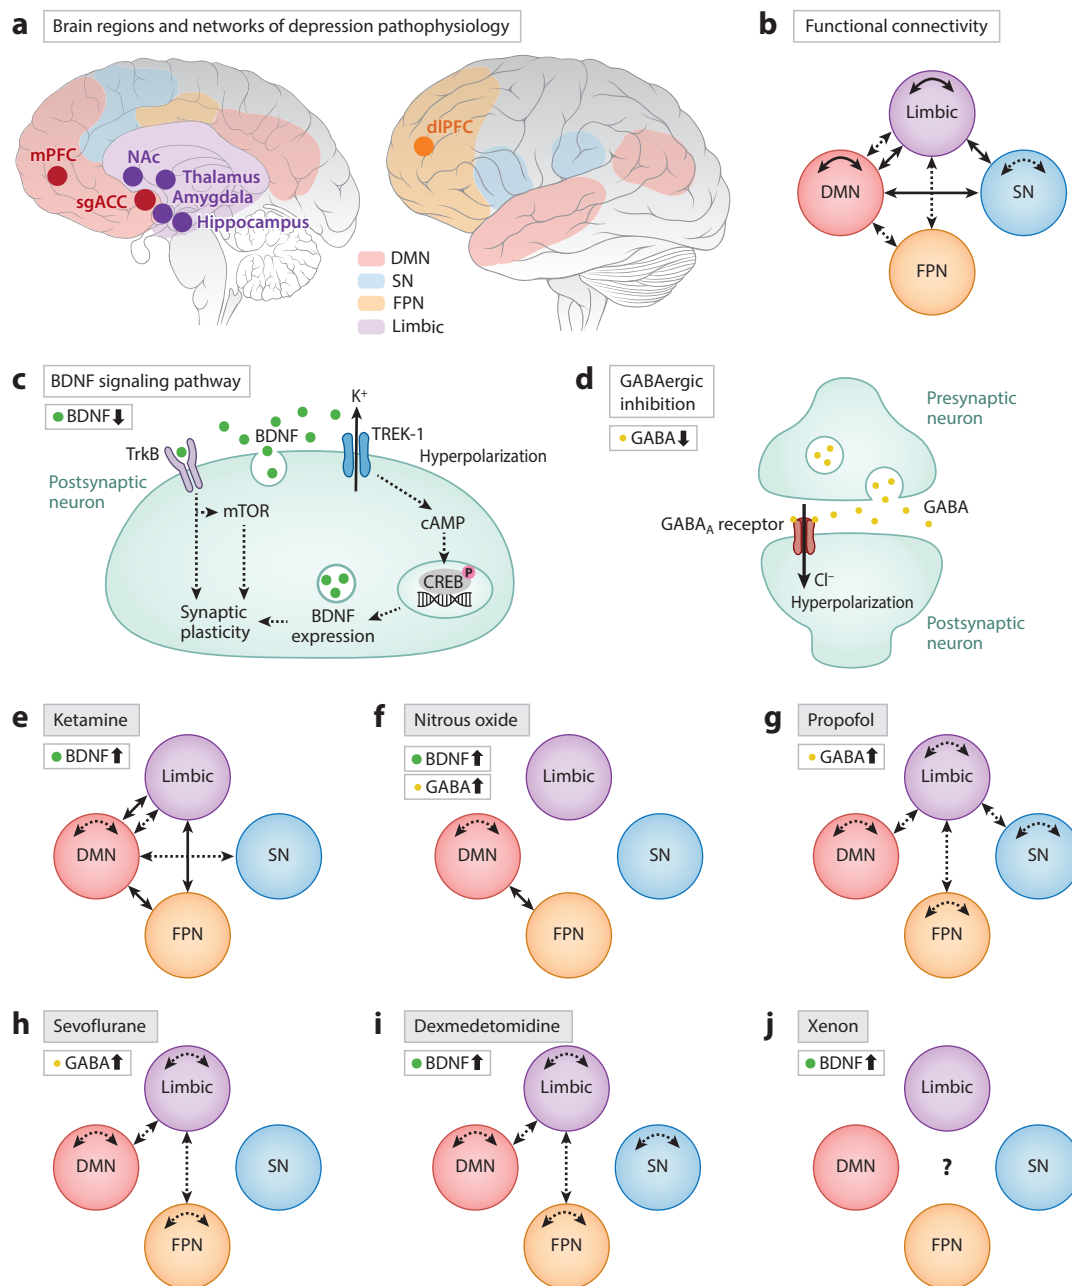 a Brain regions and networks of depression pathophysiology
mPFC
NAc
Thalamus
sgACC
Amygdala
Hippocampus
dlPFC
DMN
SN
FPN
Limbic
b Functional connectivity
Limbic
DMN
SN
FPN
c BDNF signaling pathway
BDNF
K+
BDNF
TREK-1
TrkB
Hyperpolarization
Postsynaptic
neuron
mTOR
cAMP
P
CREB
Synaptic
plasticity
BDNF
expression
d GABAergic
inhibition
GABA
Presynaptic
neuron
GABA
GABAA receptor
Cl−
Hyperpolarization
Postsynaptic
neuron
e Ketamine
BDNF
Limbic
DMN
SN
FPN
f Nitrous oxide
BDNF
GABA
Limbic
DMN
SN
FPN
g Propofol
GABA
Limbic
DMN
SN
FPN
h Sevoflurane
GABA
Limbic
DMN
SN
FPN
i Dexmedetomidine
BDNF
Limbic
DMN
SN
FPN
j Xenon
BDNF
Limbic
DMN
?
SN
FPN